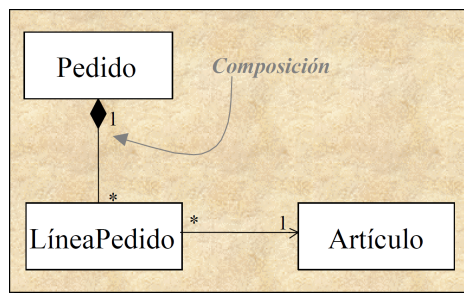 Pedido
Composición
1
*
LíneaPedido
*
1
Artículo